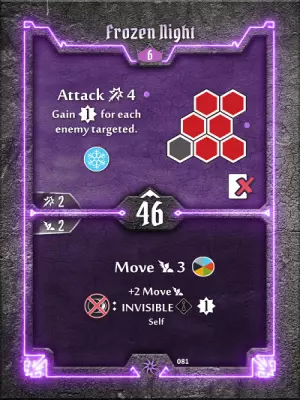 Frozen Night
6
Attack 4
Gain 1 for each
enemy targeted.
2
46
2
Move 3
+2 Move
: INVISIBLE 1
Self
081